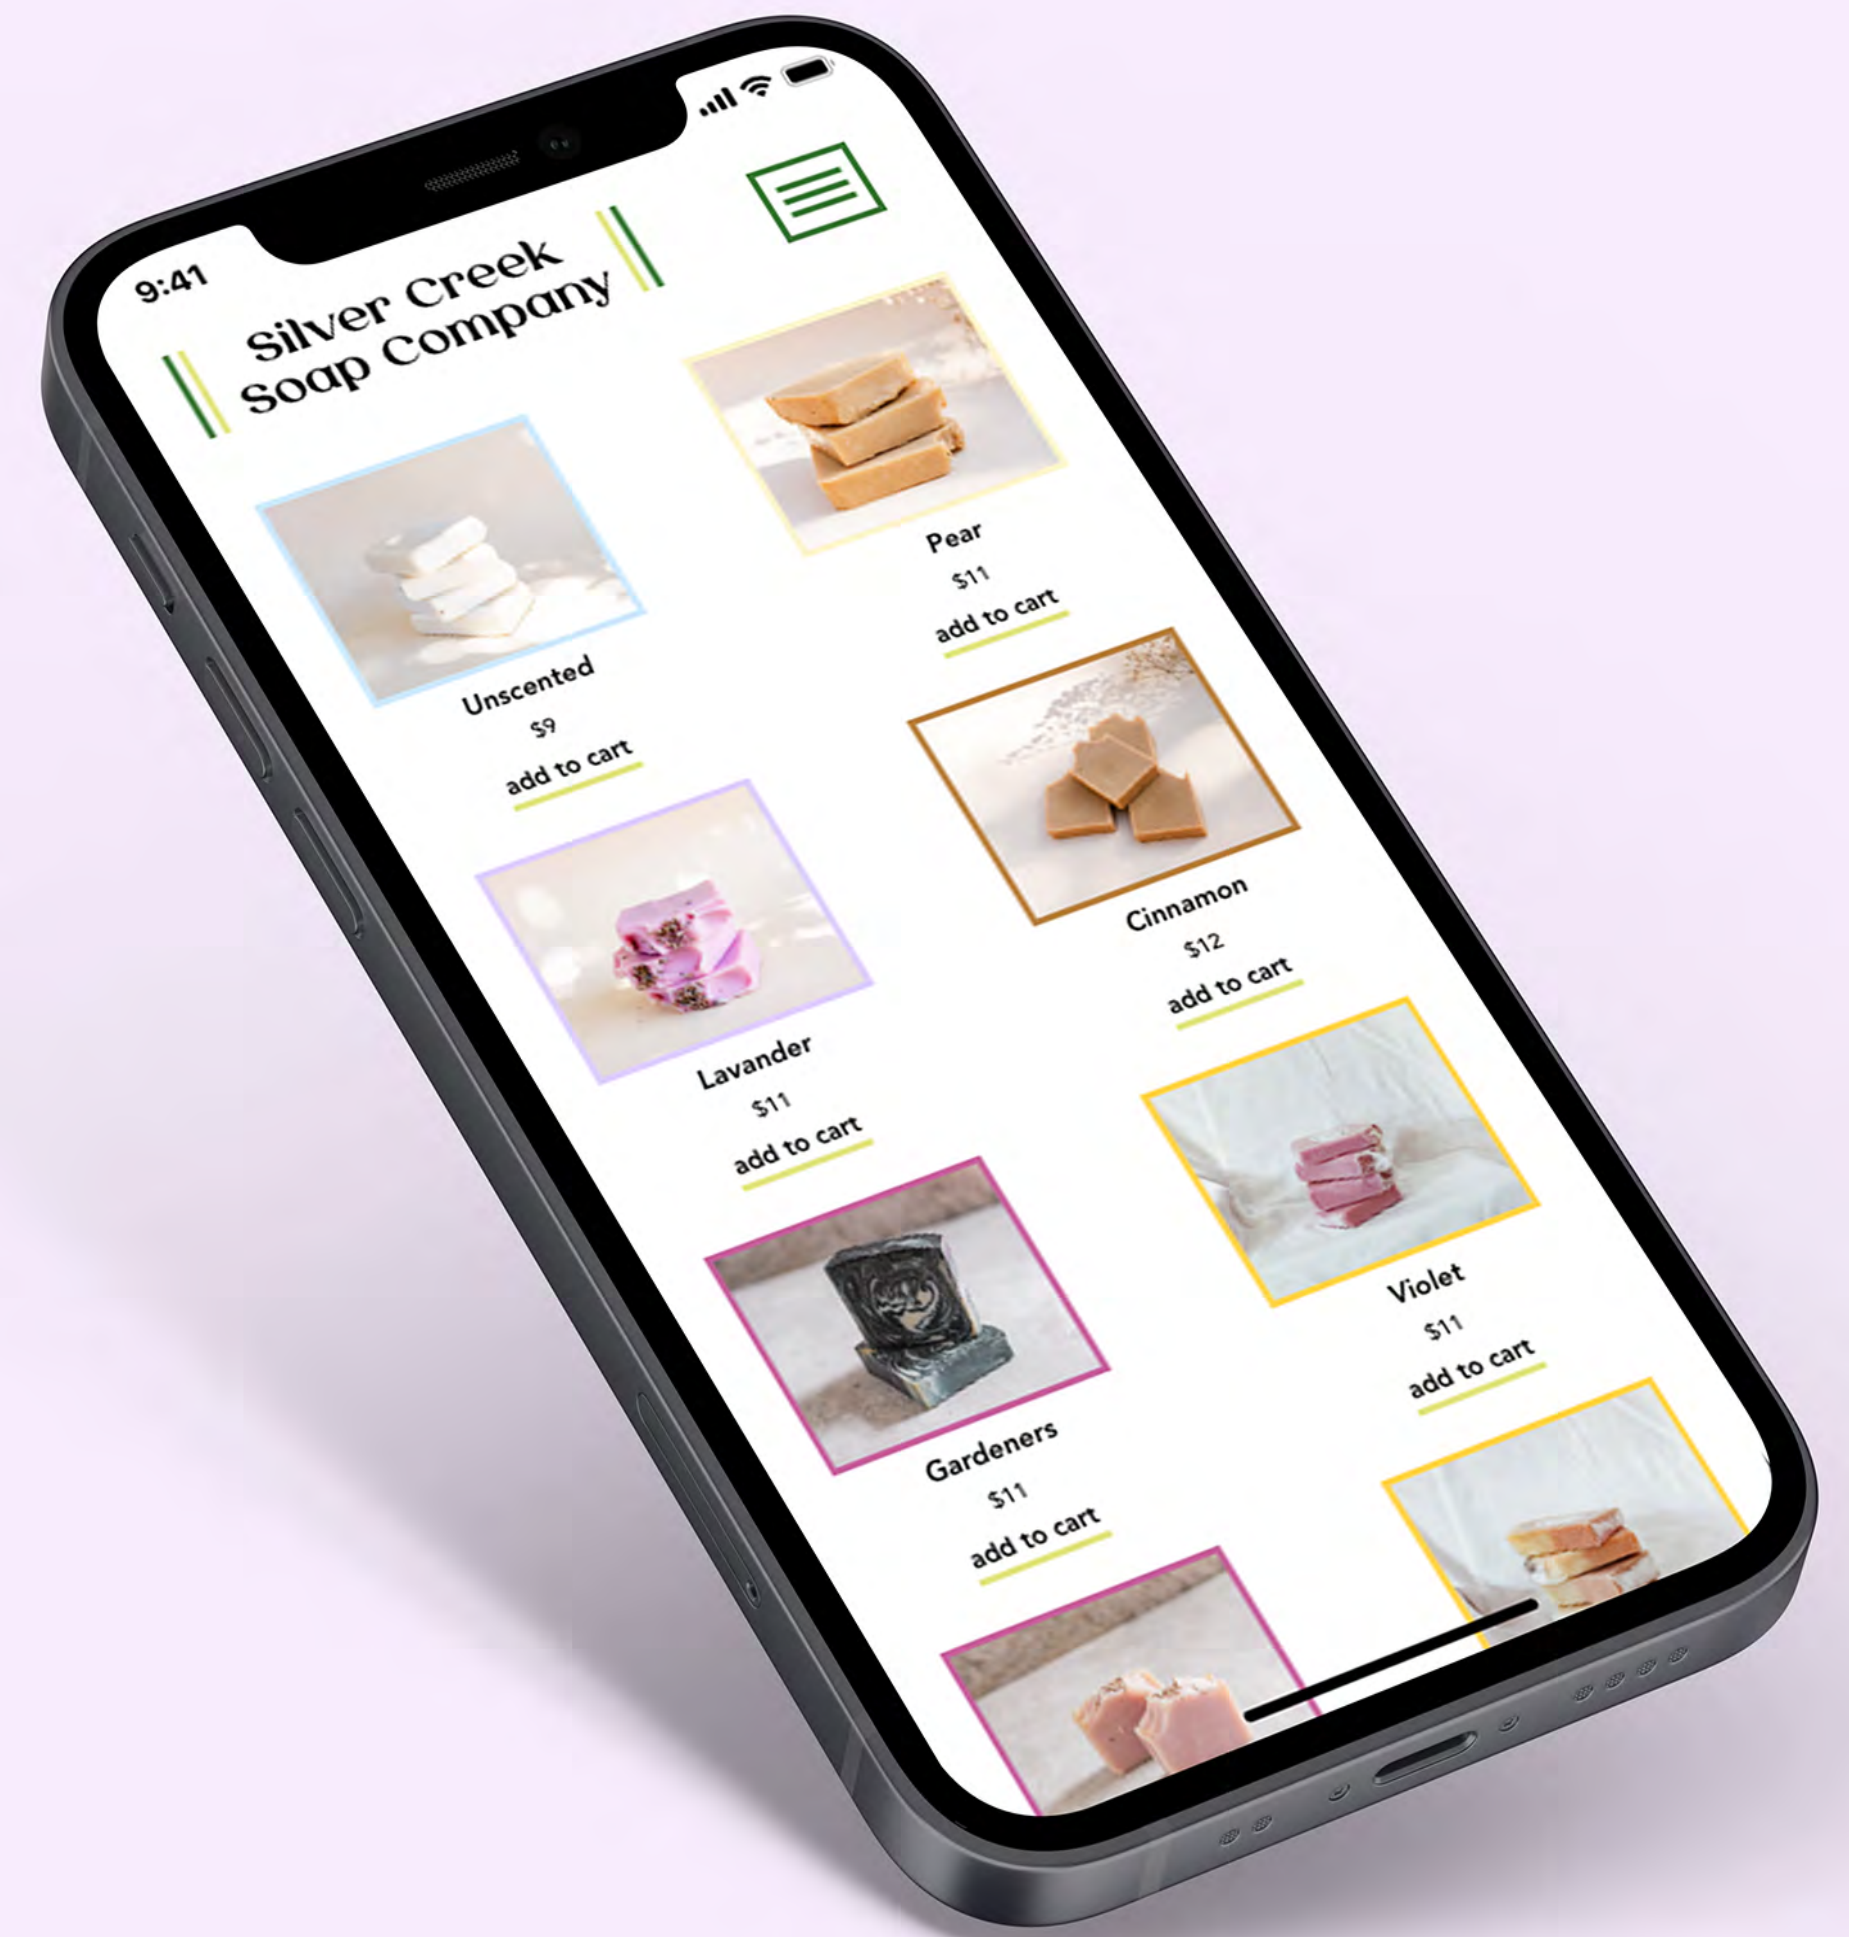 9:41
Silver Creek
Soap Company
Unscented
$9
add to cart
Pear
$11
add to cart
Lavander
$11
add to cart
Cinnamon
$12
add to cart
Gardeners
$11
add to cart
Violet
$11
add to cart